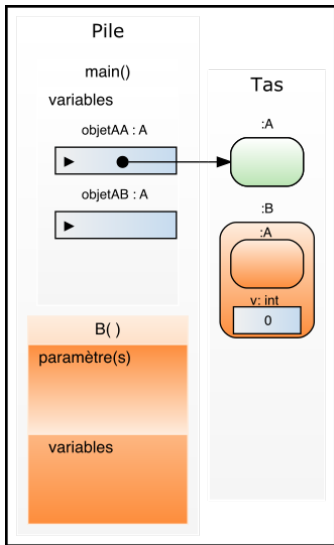 Pile
main()
variables
objetAA : A
objetAB : A
B( )
paramètre(s)
variables
Tas
:A
:B
:A
v: int
0